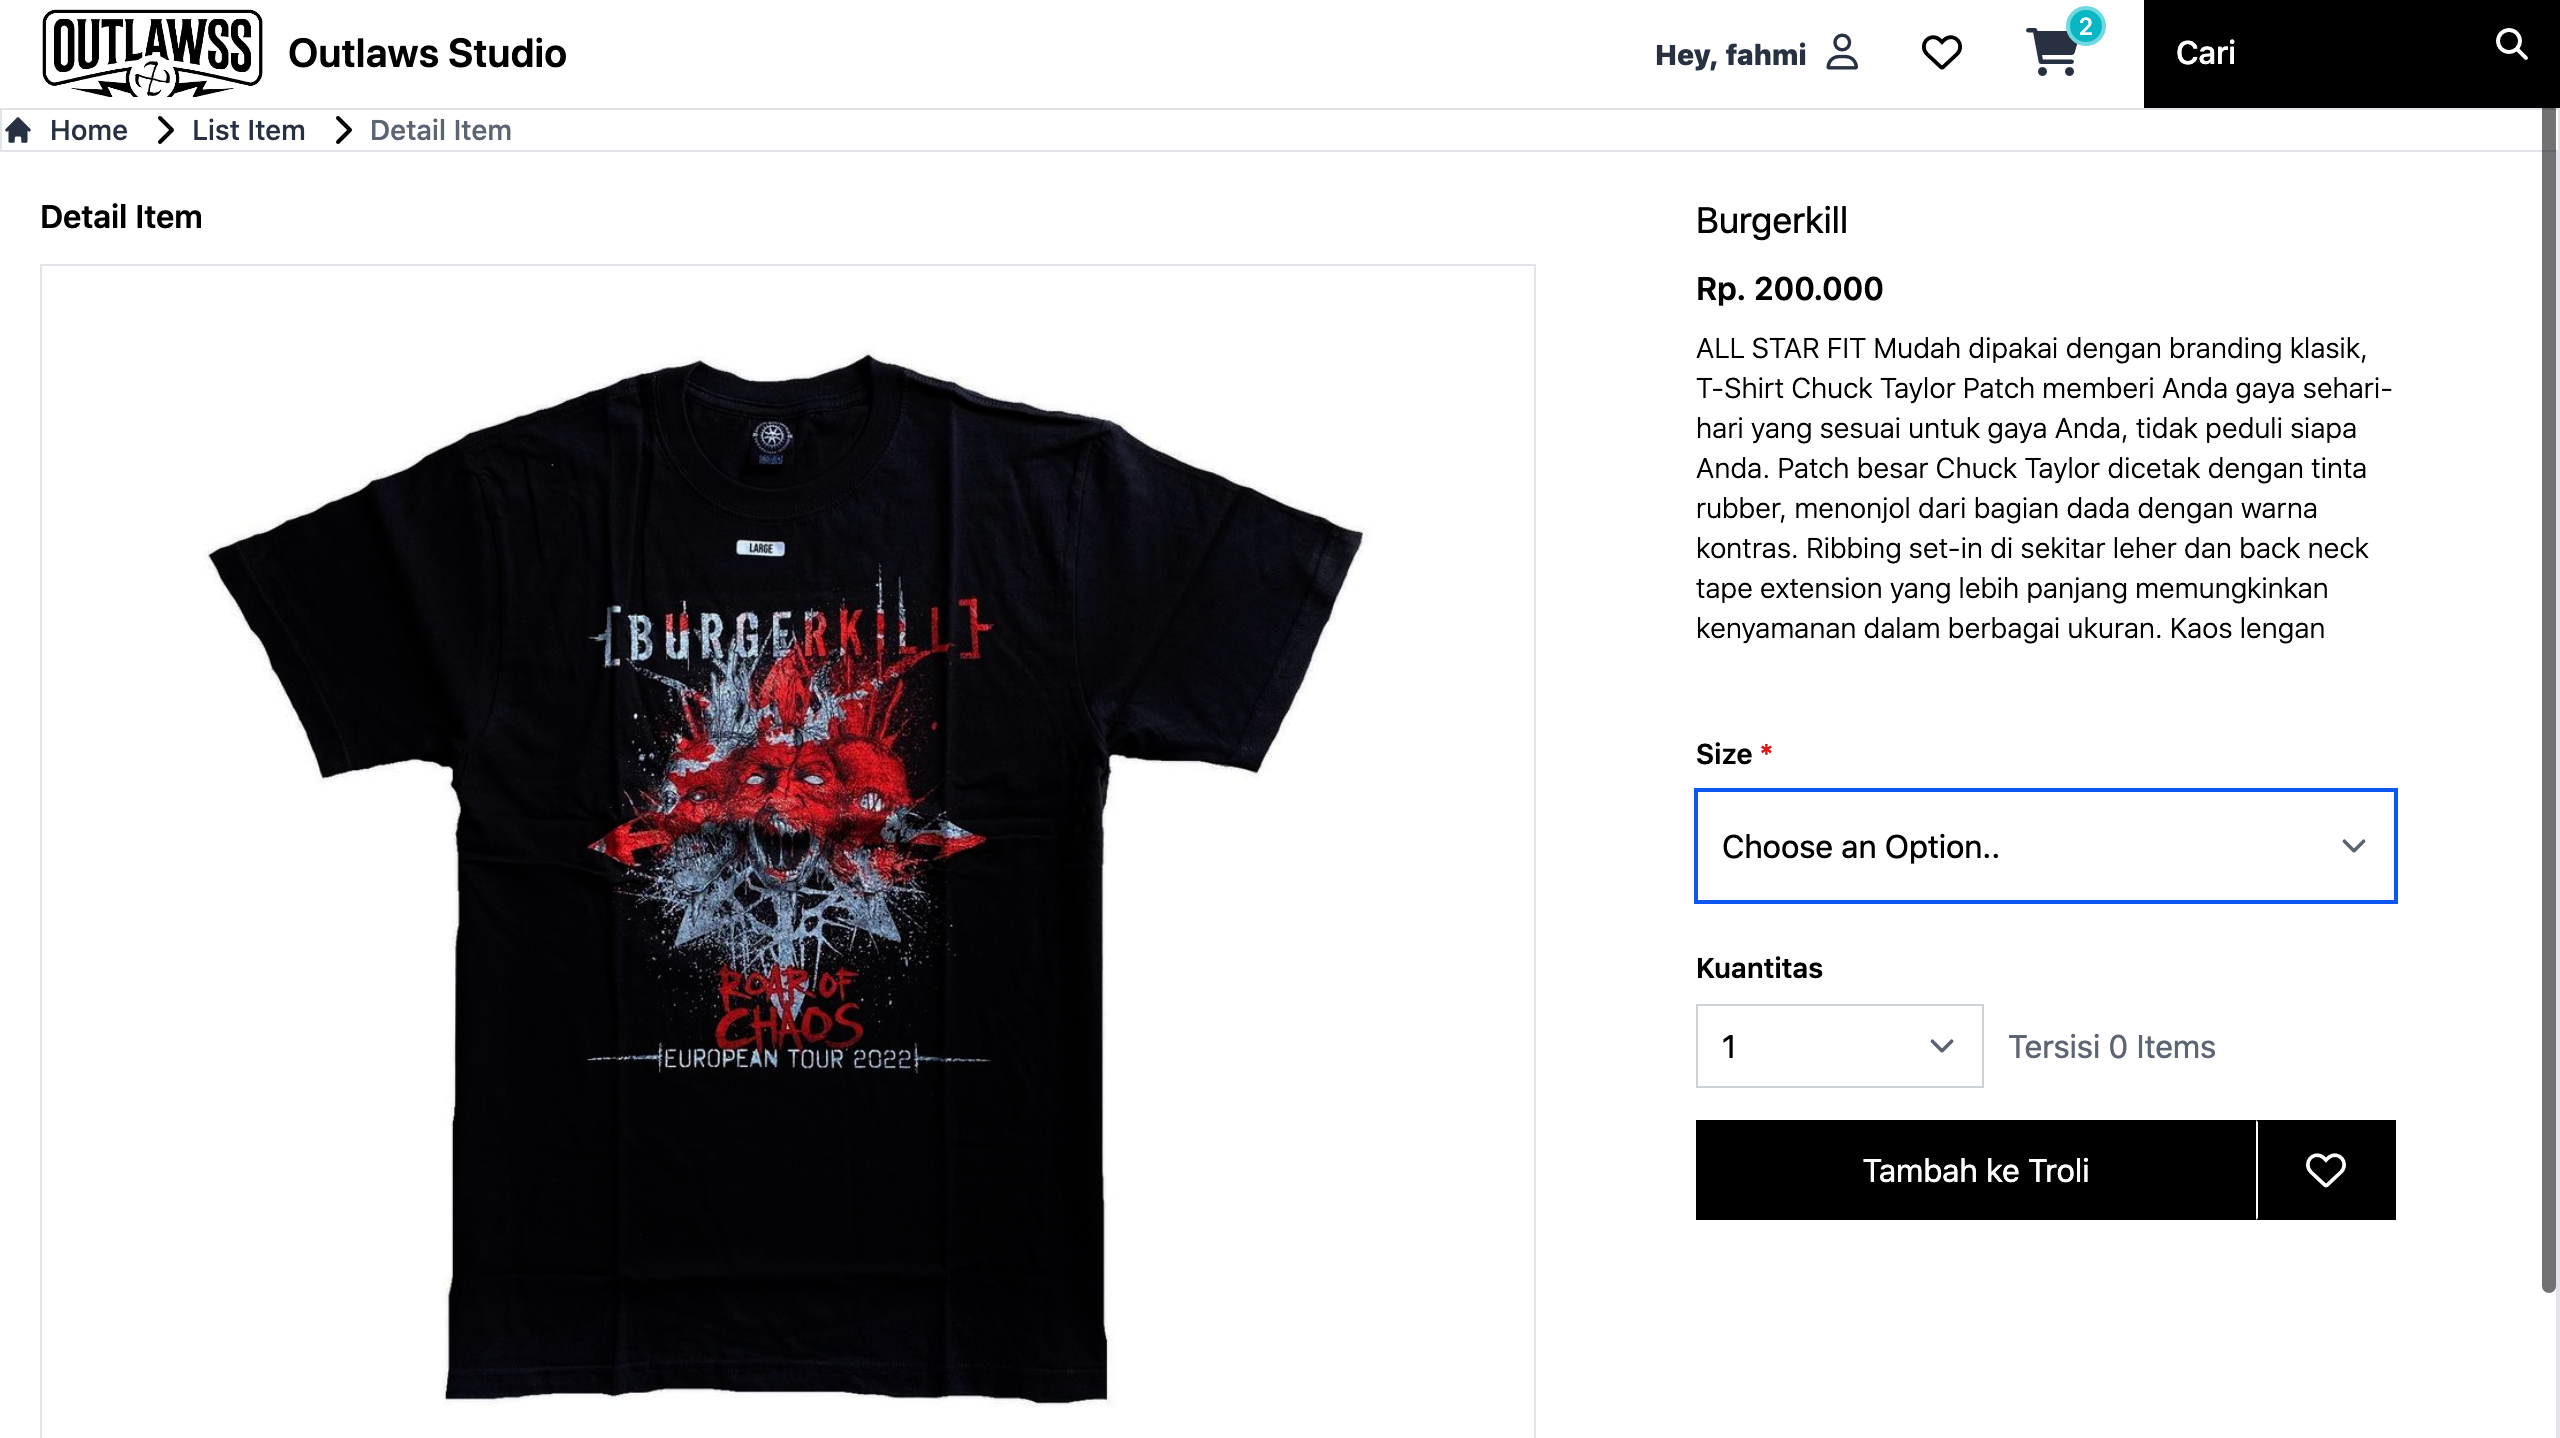 OUTLAWSS
Outlaws Studio
Hey, fahmi
2
Cari
Home
List Item
Detail Item
Detail Item
LARGE
[BURGERKILL]
ROAR OF
CHAOS
EUROPEAN TOUR 2022
Burgerkill
Rp. 200.000
ALL STAR FIT Mudah dipakai dengan branding klasik,
T-Shirt Chuck Taylor Patch memberi Anda gaya sehari-
hari yang sesuai untuk gaya Anda, tidak peduli siapa
Anda. Patch besar Chuck Taylor dicetak dengan tinta
rubber, menonjol dari bagian dada dengan warna
kontras. Ribbing set-in di sekitar leher dan back neck
tape extension yang lebih panjang memungkinkan
kenyamanan dalam berbagai ukuran. Kaos lengan
Size *
Choose an Option..
Kuantitas
1
Tersisi 0 Items
Tambah ke Troli